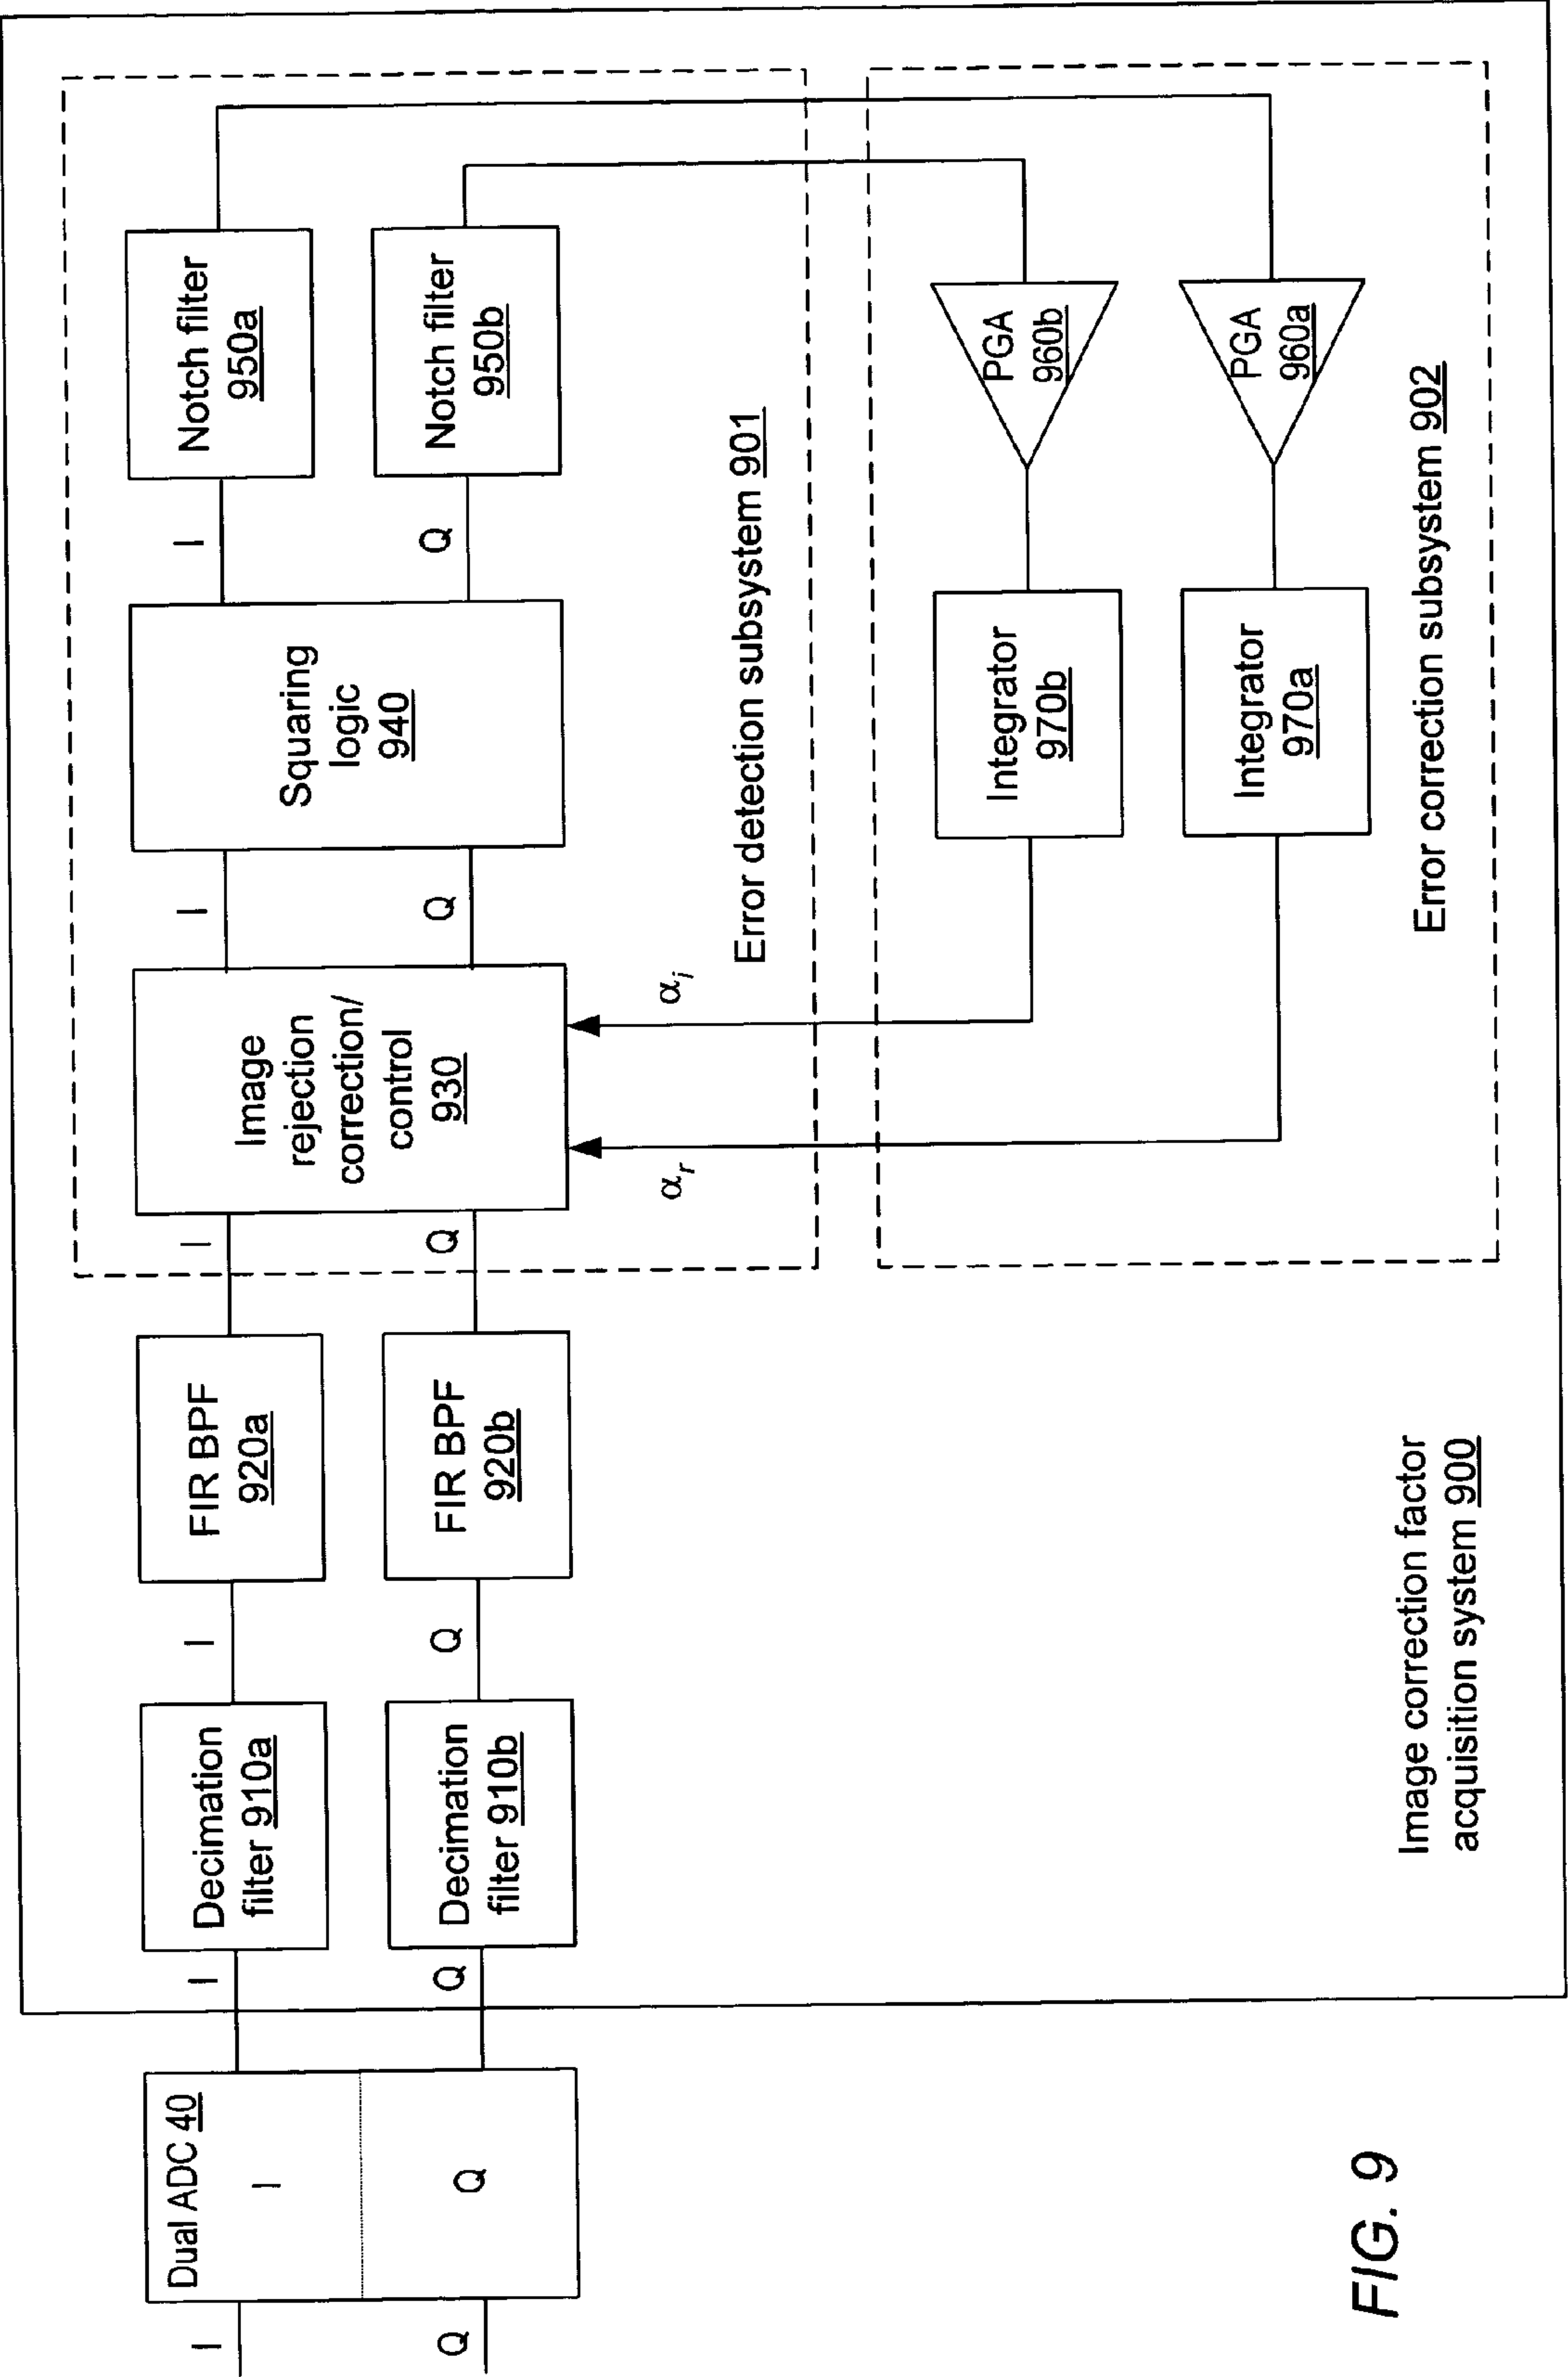 I
Q
Dual ADC 40
I
Q
I
Q
Decimation
filter 910a
Decimation
filter 910b
I
Q
FIR BPF
920a
FIR BPF
920b
I
Q
Image
rejection
correction/
control
930
I
Q
Squaring
logic
940
I
Q
Notch filter
950a
Notch filter
950b
αr
αi
Error detection subsystem 901
Integrator
970b
PGA
960b
Integrator
970a
PGA
960a
Error correction subsystem 902
Image correction factor
acquisition system 900
FIG. 9